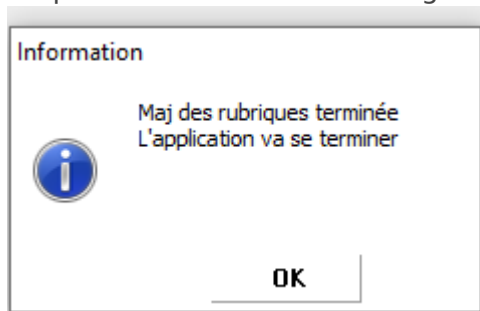 Information
Maj des rubriques terminée
L'application va se terminer
OK